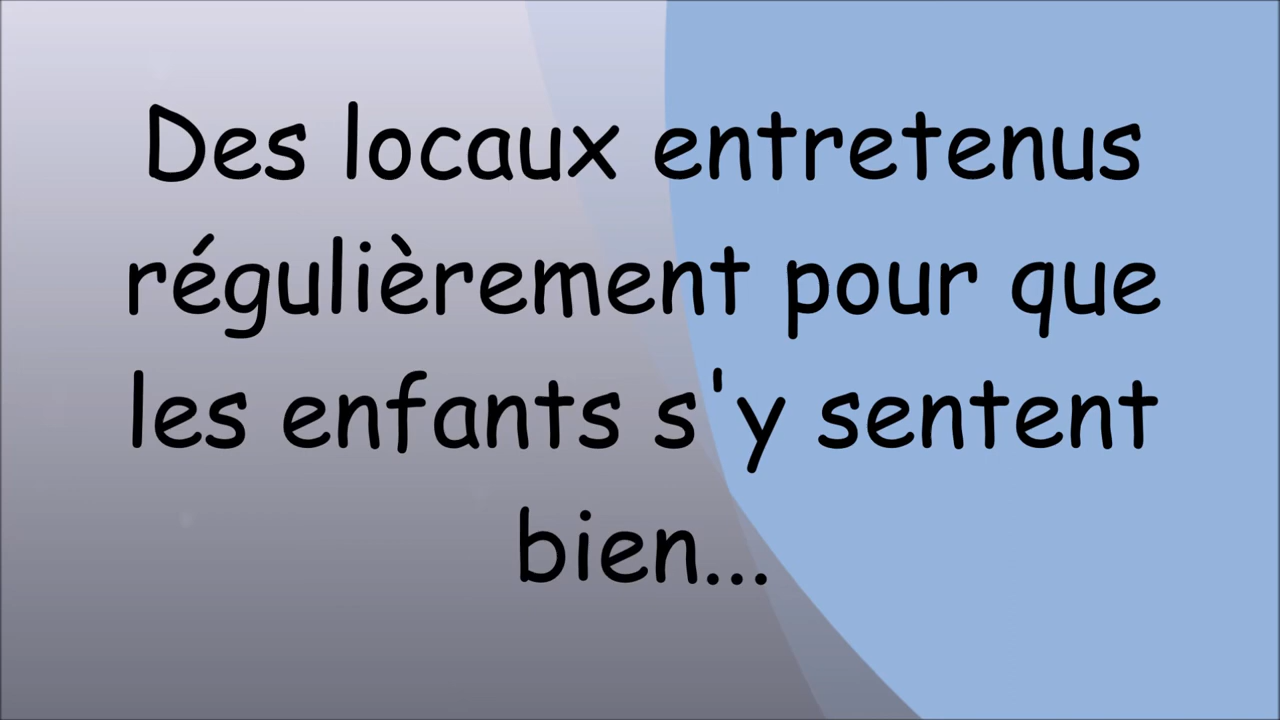 Des locaux entretenus
régulièrement pour que
les enfants s'y sentent
bien...